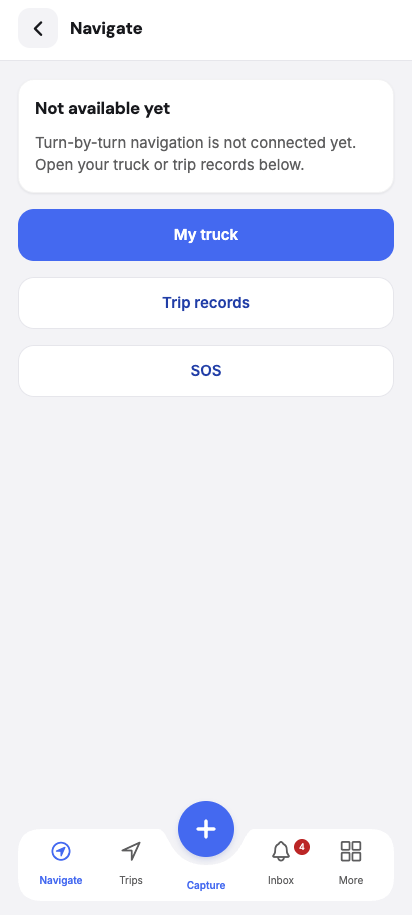 Navigate
Not available yet
Turn-by-turn navigation is not connected yet.
Open your truck or trip records below.
My truck
Trip records
SOS
4
Navigate
Trips
Capture
Inbox
More